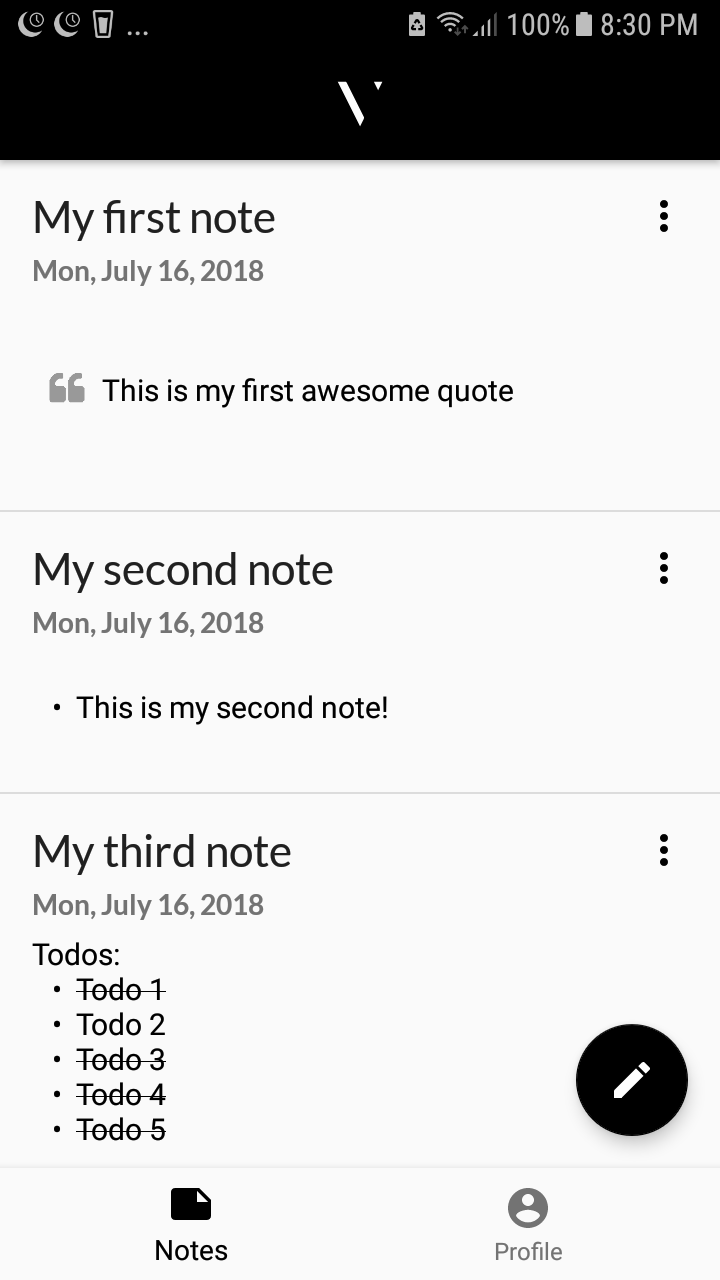 ... 100% 8:30 PM
My first note
Mon, July 16, 2018
This is my first awesome quote
My second note
Mon, July 16, 2018
• This is my second note!
My third note
Mon, July 16, 2018
Todos:
• Todo 1
• Todo 2
• Todo 3
• Todo 4
• Todo 5
Notes
Profile